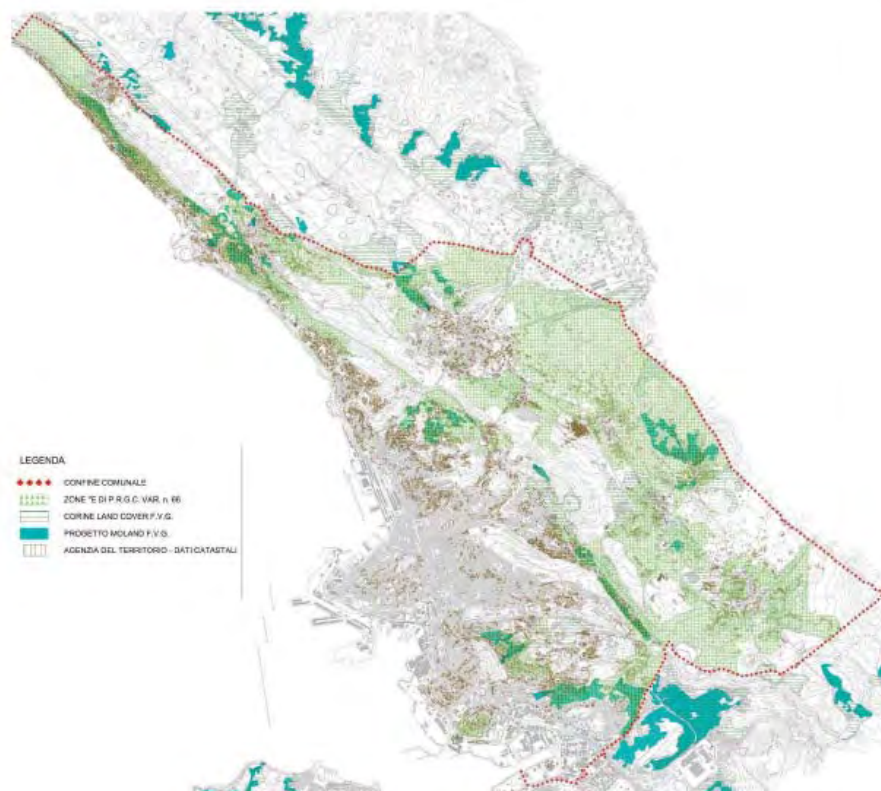 LEGENDA
CONFINE COMUNALE
ZONE "E DI P.R.G.C. VAR. n. 66
CORINE LAND COVER F.V.G.
PROGETTO MOLAND F.V.G.
AGENZIA DEL TERRITORIO - DATI CATASTALI